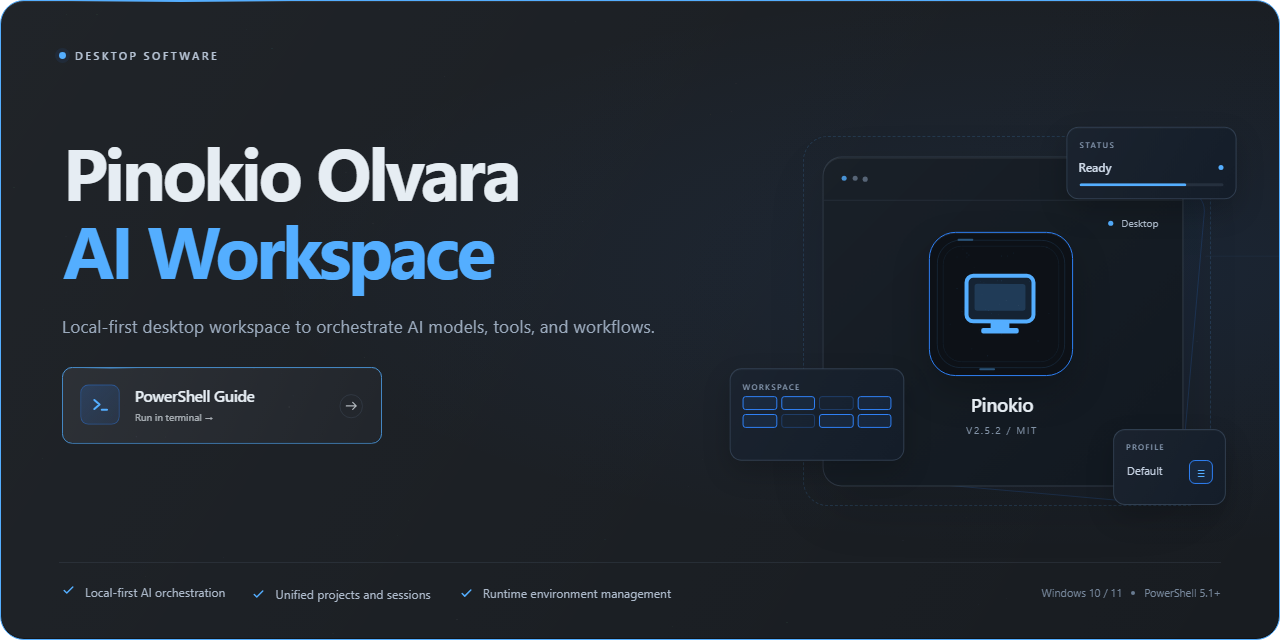 DESKTOP SOFTWARE
Pinokio Olvara
AI Workspace
Local-first desktop workspace to orchestrate AI models, tools, and workflows.
PowerShell Guide
Run in terminal →
STATUS
Ready
Desktop
WORKSPACE
Pinokio
V2.5.2 / MIT
PROFILE
Default
Local-first AI orchestration
Unified projects and sessions
Runtime environment management
Windows 10 / 11 • PowerShell 5.1+